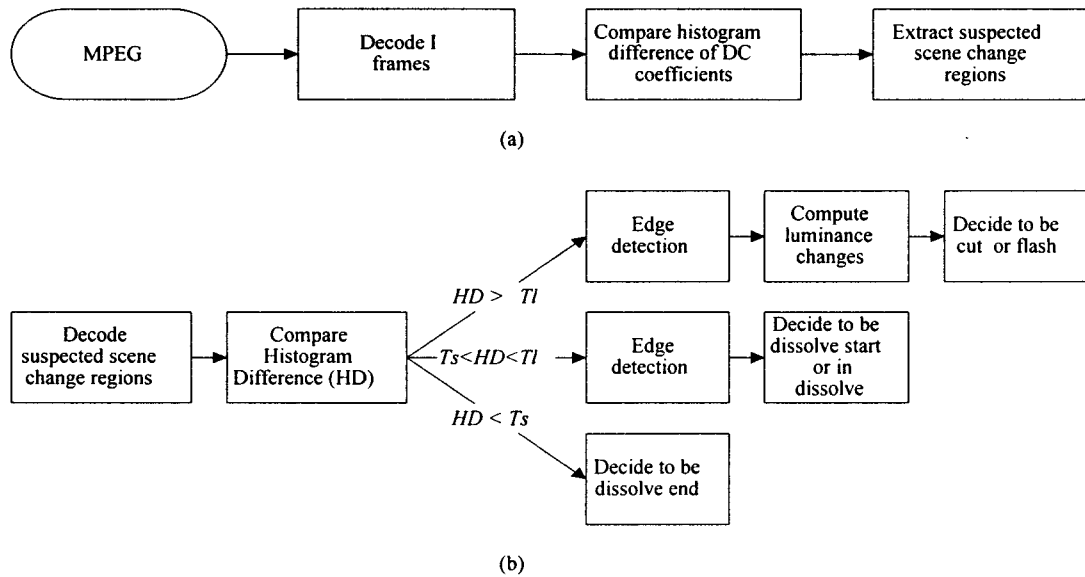 MPEG
Decode I
frames
Compare histogram
difference of DC
coefficients
Extract suspected
scene change
regions
(a)
Decode
suspected scene
change regions
Compare
Histogram
Difference (HD)
HD > Tl
Edge
detection
Compute
luminance
changes
Decide to be
cut or flash
Ts<HD<Tl
Edge
detection
Decide to be
dissolve start
or in
dissolve
HD < Ts
Decide to be
dissolve end
(b)